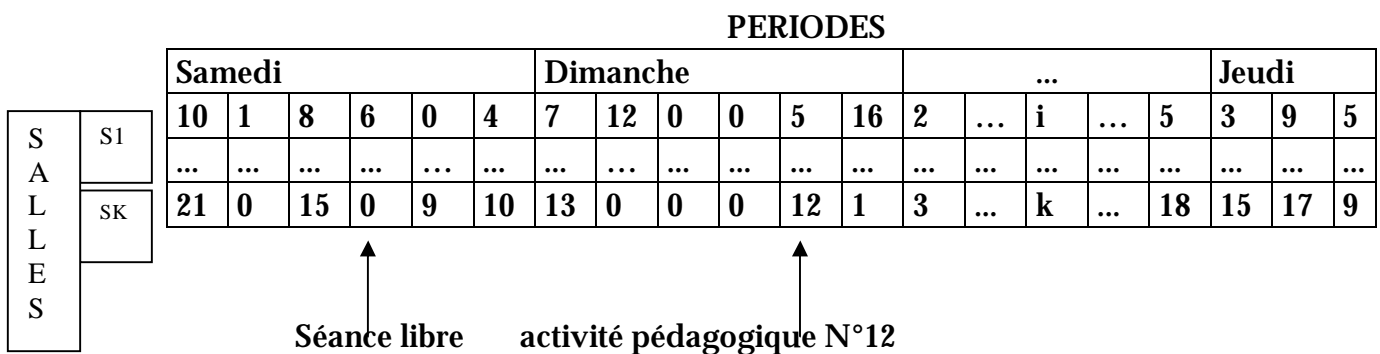 PERIODES
Samedi Dimanche ... Jeudi
10 1 8 6 0 4 7 12 0 0 5 16 2 ... i ... 5 3 9 5
... ... ... ... ... ... ... ... ... ... ... ... ... ... ... ... ... ... ... ...
21 0 15 0 9 10 13 0 0 0 12 1 3 ... k ... 18 15 17 9
S
A
L
L
E
S
S1
SK
Séance libre activité pédagogique N°12